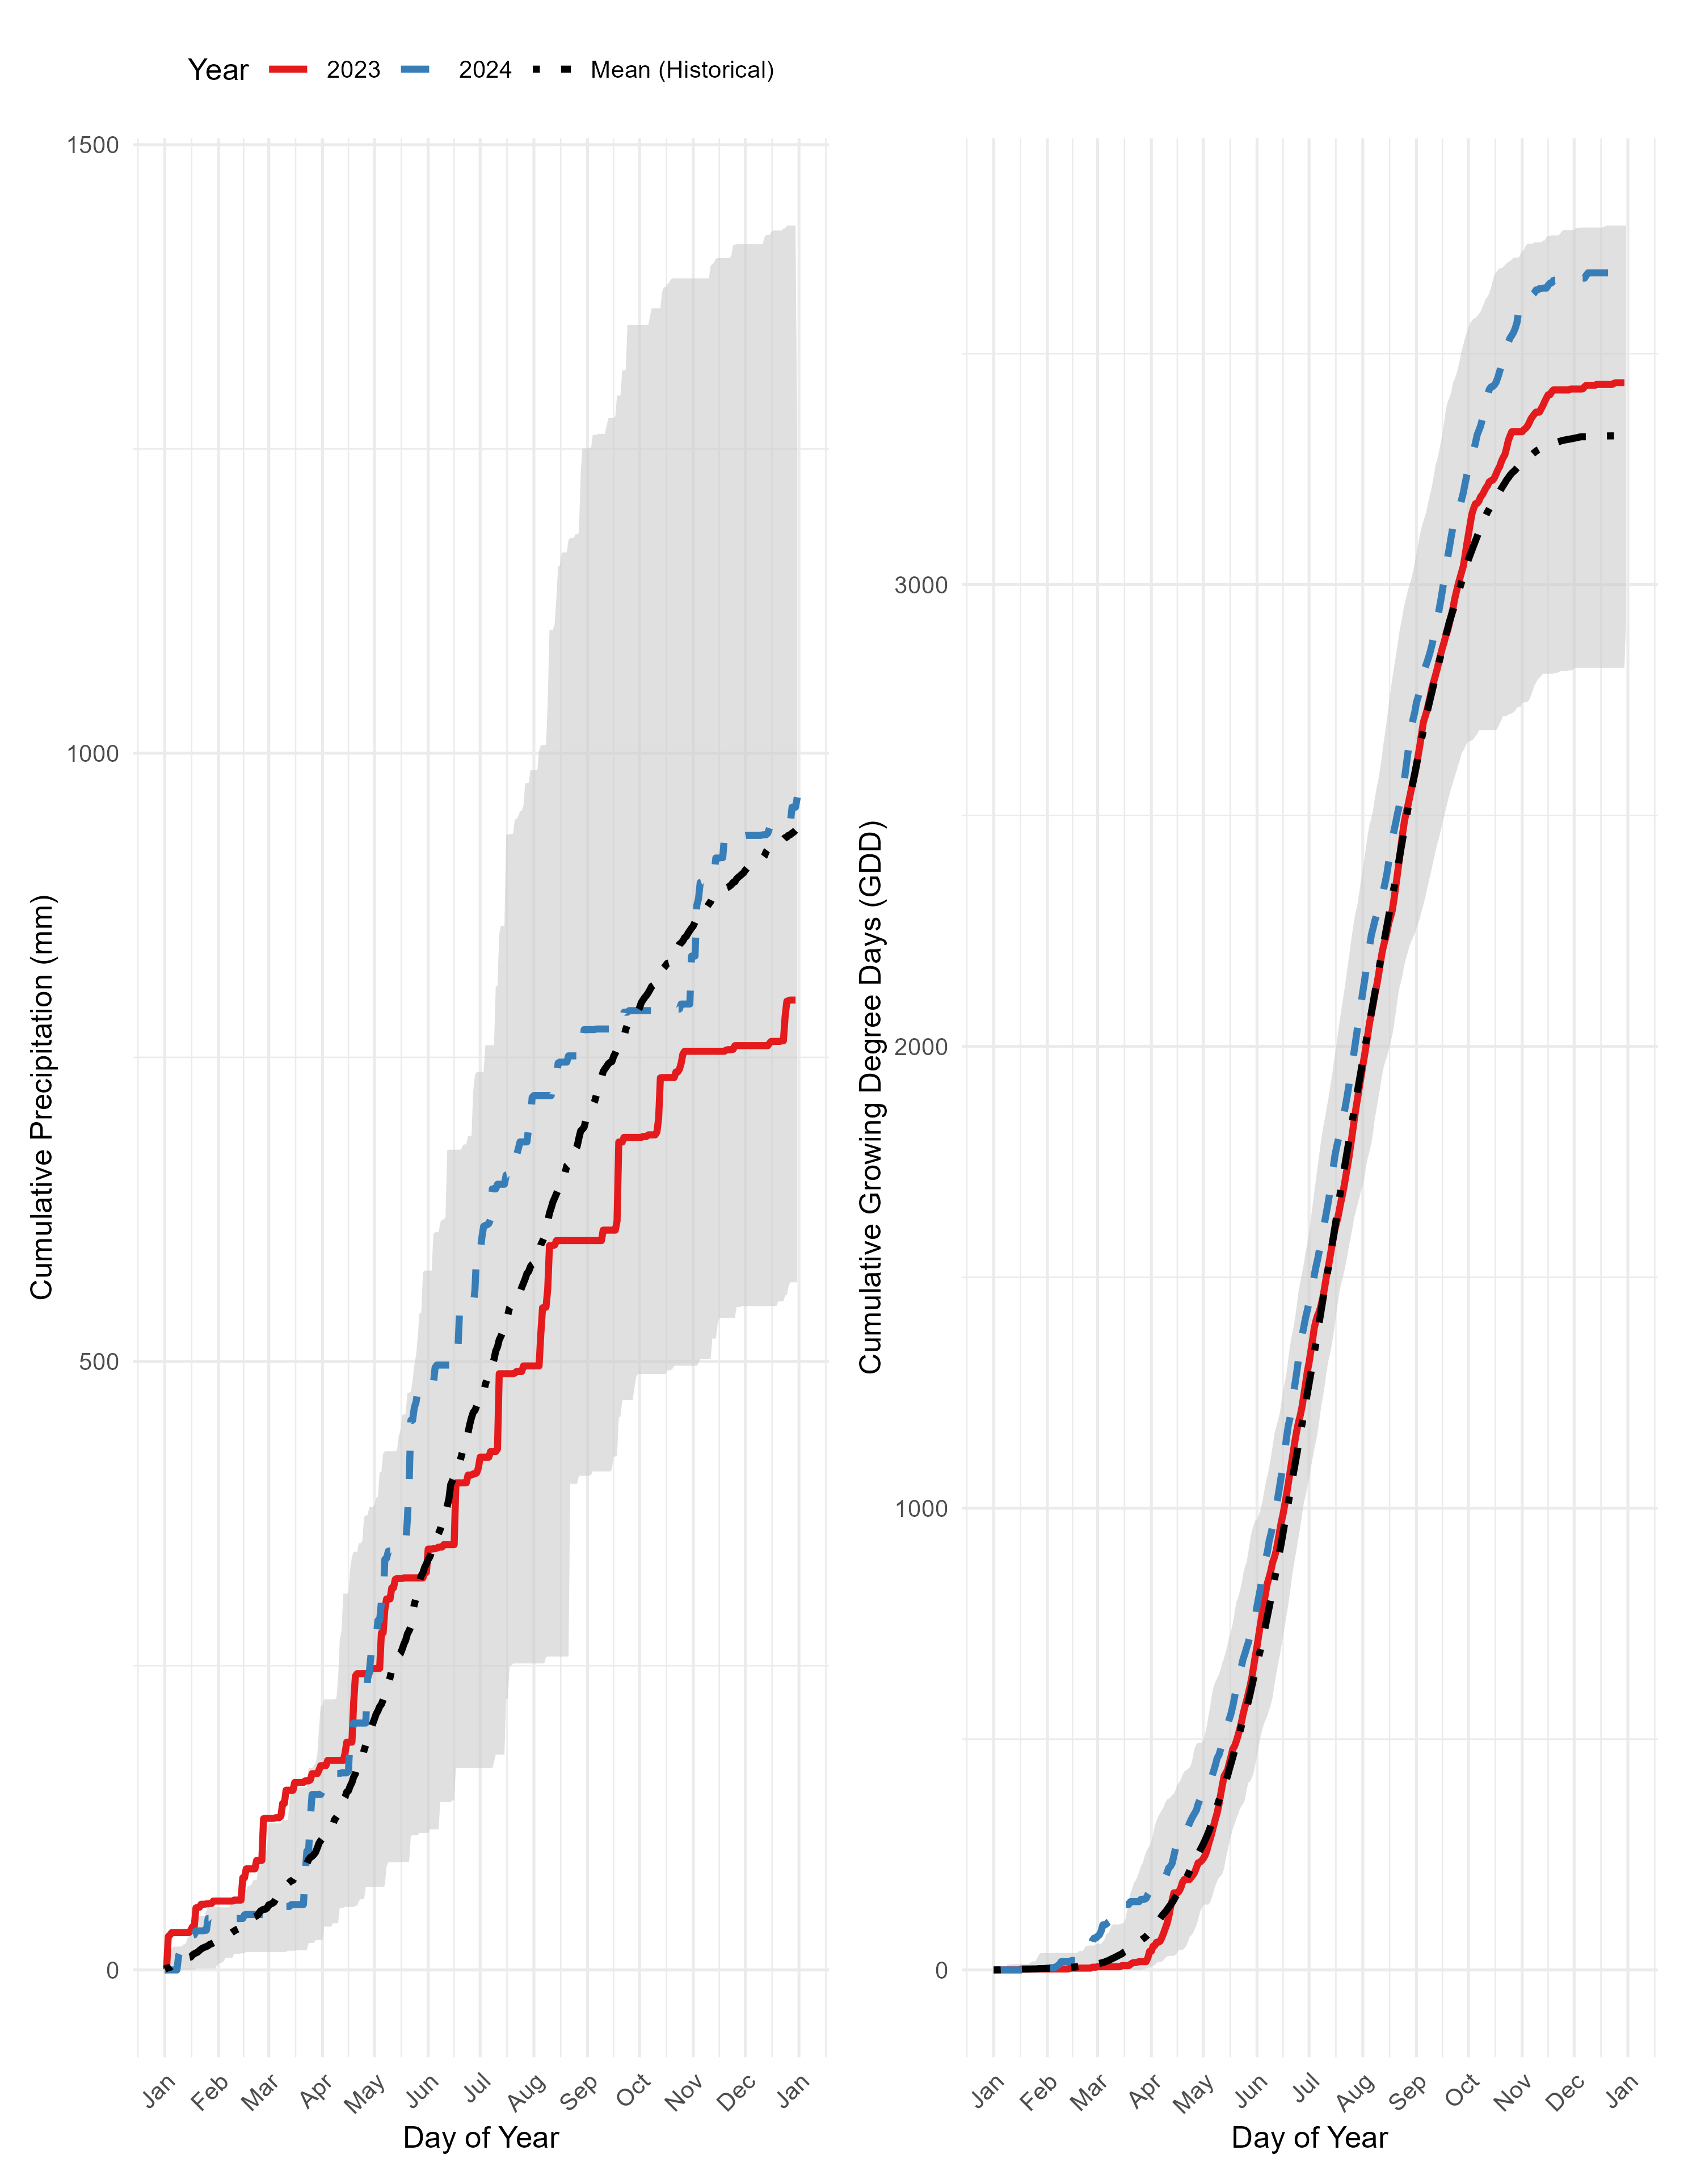 Year 2023 2024 Mean (Historical)
1500
1000
500
0
Cumulative Precipitation (mm)
Jan Feb Mar Apr May Jun Jul Aug Sep Oct Nov Dec Jan
Day of Year
3000
2000
1000
0
Cumulative Growing Degree Days (GDD)
Jan Feb Mar Apr May Jun Jul Aug Sep Oct Nov Dec Jan
Day of Year